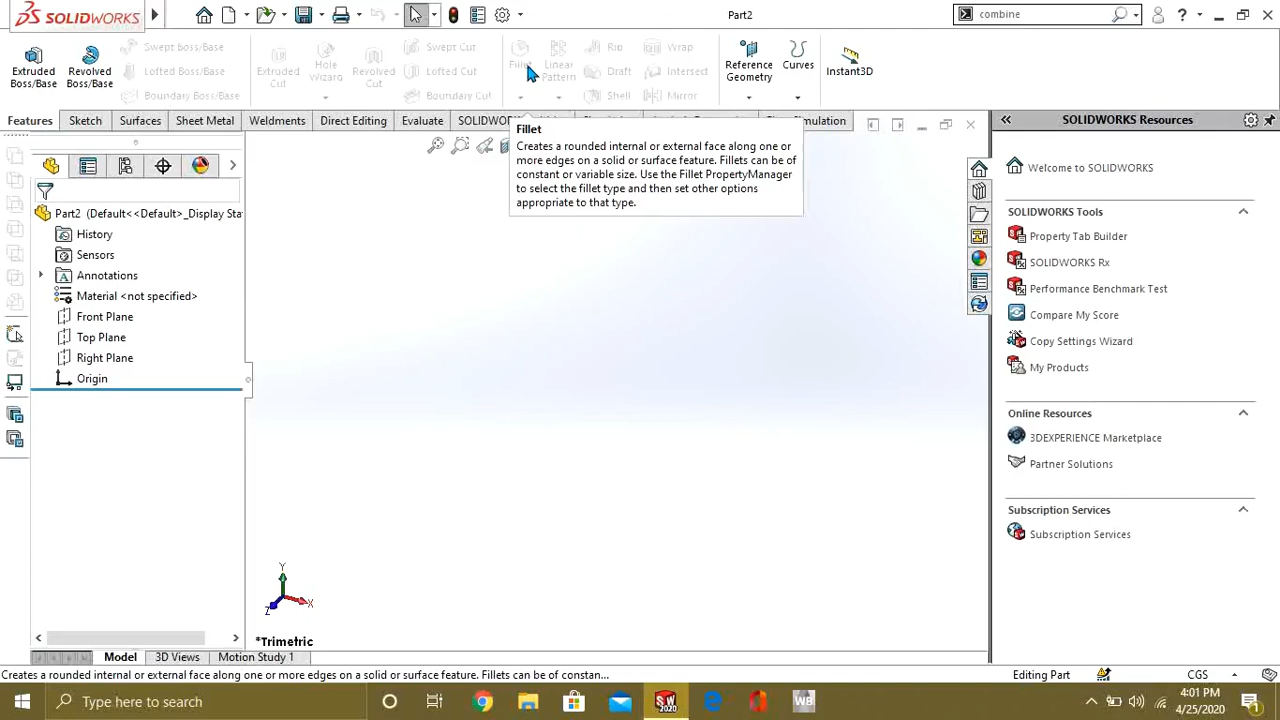 SOLIDWORKS
Part2
combine
Extruded Boss/Base
Revolved Boss/Base
Swept Boss/Base
Lofted Boss/Base
Boundary Boss/Base
Extruded Cut
Hole Wizard
Revolved Cut
Swept Cut
Lofted Cut
Boundary Cut
Fillet
Linear Pattern
Rib
Draft
Shell
Wrap
Intersect
Mirror
Reference Geometry
Curves
Instant3D
Features
Sketch
Surfaces
Sheet Metal
Weldments
Direct Editing
Evaluate
SOLIDWO
Simulation
SOLIDWORKS Resources
Fillet
Creates a rounded internal or external face along one or
more edges on a solid or surface feature. Fillets can be of
constant or variable size. Use the Fillet PropertyManager
to select the fillet type and then set other options
appropriate to that type.
Part2 (Default<<Default>_Display Sta
History
Sensors
Annotations
Material <not specified>
Front Plane
Top Plane
Right Plane
Origin
Welcome to SOLIDWORKS
SOLIDWORKS Tools
Property Tab Builder
SOLIDWORKS Rx
Performance Benchmark Test
Compare My Score
Copy Settings Wizard
My Products
Online Resources
3DEXPERIENCE Marketplace
Partner Solutions
Subscription Services
Subscription Services
Y
X
Z
*Trimetric
Model
3D Views
Motion Study 1
Creates a rounded internal or external face along one or more edges on a solid or surface feature. Fillets can be of constan...
Editing Part
CGS
Type here to search
SW
2020
WB
4:01 PM
4/25/2020